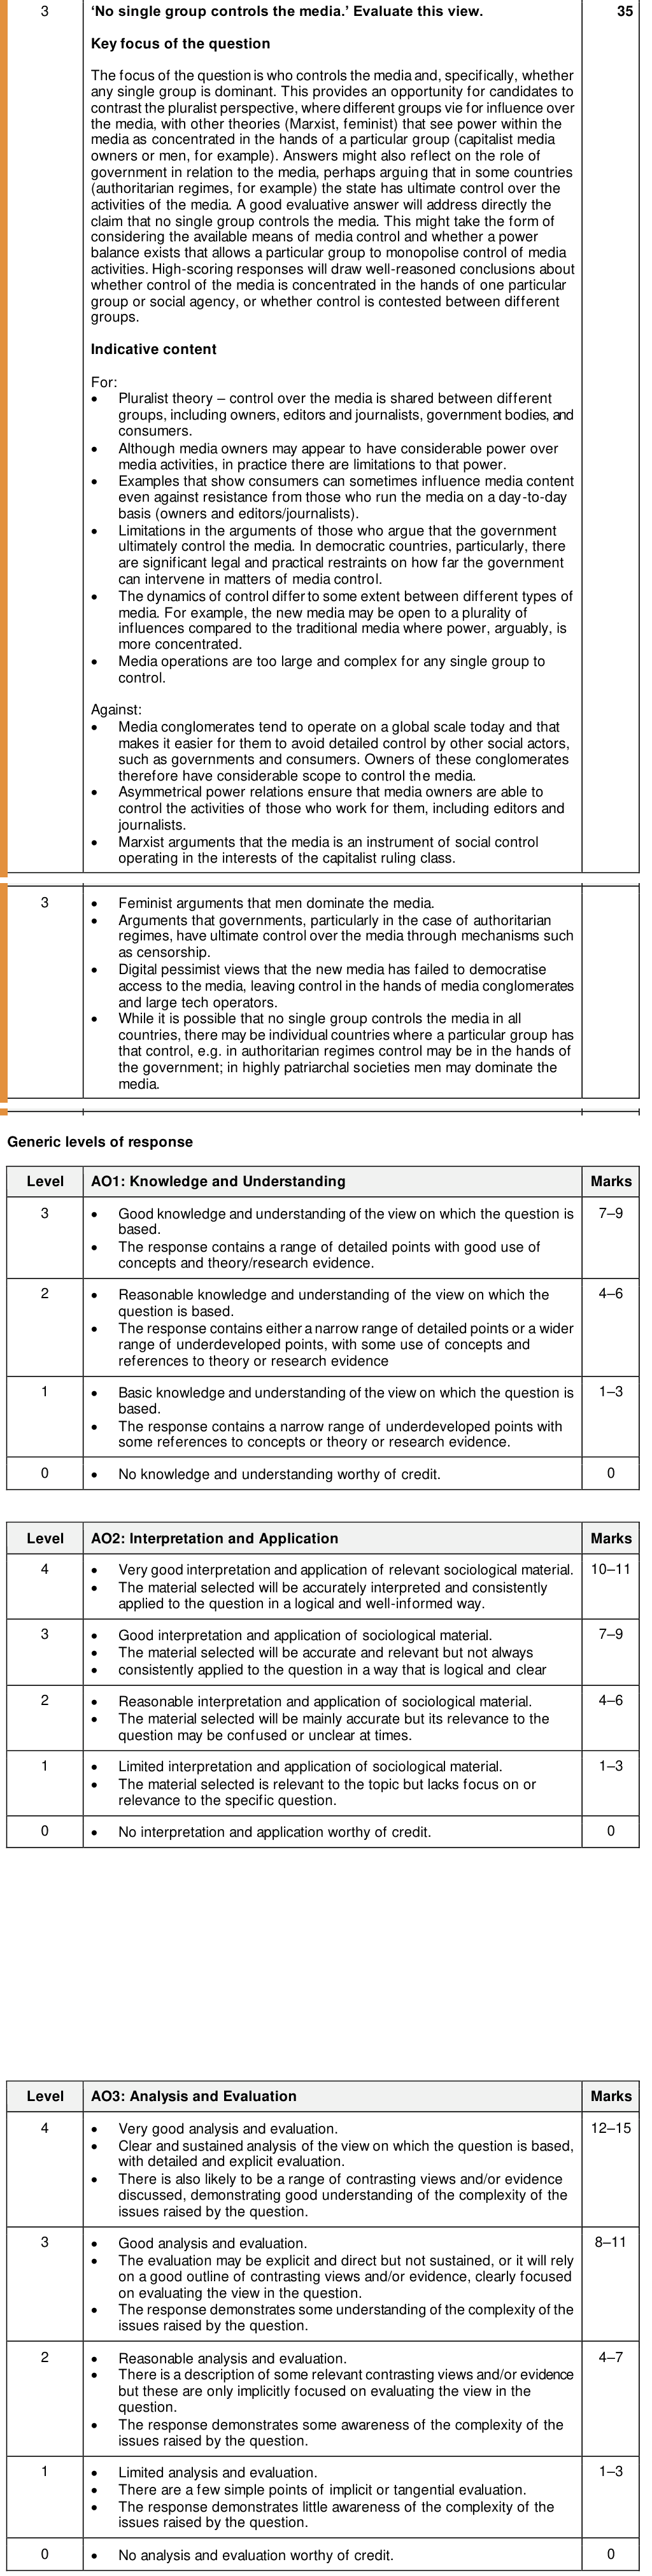 3 ‘No single group controls the media.’ Evaluate this view. 35
Key focus of the question
The focus of the question is who controls the media and, specifically, whether
any single group is dominant. This provides an opportunity for candidates to
contrast the pluralist perspective, where different groups vie for influence over
the media, with other theories (Marxist, feminist) that see power within the
media as concentrated in the hands of a particular group (capitalist media
owners or men, for example). Answers might also reflect on the role of
government in relation to the media, perhaps arguing that in some countries
(authoritarian regimes, for example) the state has ultimate control over the
activities of the media. A good evaluative answer will address directly the
claim that no single group controls the media. This might take the form of
considering the available means of media control and whether a power
balance exists that allows a particular group to monopolise control of media
activities. High-scoring responses will draw well-reasoned conclusions about
whether control of the media is concentrated in the hands of one particular
group or social agency, or whether control is contested between different
groups.
Indicative content
For:
• Pluralist theory – control over the media is shared between different
groups, including owners, editors and journalists, government bodies, and
consumers.
• Although media owners may appear to have considerable power over
media activities, in practice there are limitations to that power.
• Examples that show consumers can sometimes influence media content
even against resistance from those who run the media on a day-to-day
basis (owners and editors/journalists).
• Limitations in the arguments of those who argue that the government
ultimately control the media. In democratic countries, particularly, there
are significant legal and practical restraints on how far the government
can intervene in matters of media control.
• The dynamics of control differ to some extent between different types of
media. For example, the new media may be open to a plurality of
influences compared to the traditional media where power, arguably, is
more concentrated.
• Media operations are too large and complex for any single group to
control.
Against:
• Media conglomerates tend to operate on a global scale today and that
makes it easier for them to avoid detailed control by other social actors,
such as governments and consumers. Owners of these conglomerates
therefore have considerable scope to control the media.
• Asymmetrical power relations ensure that media owners are able to
control the activities of those who work for them, including editors and
journalists.
• Marxist arguments that the media is an instrument of social control
operating in the interests of the capitalist ruling class.
3 • Feminist arguments that men dominate the media.
• Arguments that governments, particularly in the case of authoritarian
regimes, have ultimate control over the media through mechanisms such
as censorship.
• Digital pessimist views that the new media has failed to democratise
access to the media, leaving control in the hands of media conglomerates
and large tech operators.
• While it is possible that no single group controls the media in all
countries, there may be individual countries where a particular group has
that control, e.g. in authoritarian regimes control may be in the hands of
the government; in highly patriarchal societies men may dominate the
media.
Generic levels of response
Level AO1: Knowledge and Understanding Marks
3 • Good knowledge and understanding of the view on which the question is 7–9
based.
• The response contains a range of detailed points with good use of
concepts and theory/research evidence.
2 • Reasonable knowledge and understanding of the view on which the 4–6
question is based.
• The response contains either a narrow range of detailed points or a wider
range of underdeveloped points, with some use of concepts and
references to theory or research evidence
1 • Basic knowledge and understanding of the view on which the question is 1–3
based.
• The response contains a narrow range of underdeveloped points with
some references to concepts or theory or research evidence.
0 • No knowledge and understanding worthy of credit. 0
Level AO2: Interpretation and Application Marks
4 • Very good interpretation and application of relevant sociological material. 10–11
• The material selected will be accurately interpreted and consistently
applied to the question in a logical and well-informed way.
3 • Good interpretation and application of sociological material. 7–9
• The material selected will be accurate and relevant but not always
• consistently applied to the question in a way that is logical and clear
2 • Reasonable interpretation and application of sociological material. 4–6
• The material selected will be mainly accurate but its relevance to the
question may be confused or unclear at times.
1 • Limited interpretation and application of sociological material. 1–3
• The material selected is relevant to the topic but lacks focus on or
relevance to the specific question.
0 • No interpretation and application worthy of credit. 0
Level AO3: Analysis and Evaluation Marks
4 • Very good analysis and evaluation. 12–15
• Clear and sustained analysis of the view on which the question is based,
with detailed and explicit evaluation.
• There is also likely to be a range of contrasting views and/or evidence
discussed, demonstrating good understanding of the complexity of the
issues raised by the question.
3 • Good analysis and evaluation. 8–11
• The evaluation may be explicit and direct but not sustained, or it will rely
on a good outline of contrasting views and/or evidence, clearly focused
on evaluating the view in the question.
• The response demonstrates some understanding of the complexity of the
issues raised by the question.
2 • Reasonable analysis and evaluation. 4–7
• There is a description of some relevant contrasting views and/or evidence
but these are only implicitly focused on evaluating the view in the
question.
• The response demonstrates some awareness of the complexity of the
issues raised by the question.
1 • Limited analysis and evaluation. 1–3
• There are a few simple points of implicit or tangential evaluation.
• The response demonstrates little awareness of the complexity of the
issues raised by the question.
0 • No analysis and evaluation worthy of credit. 0